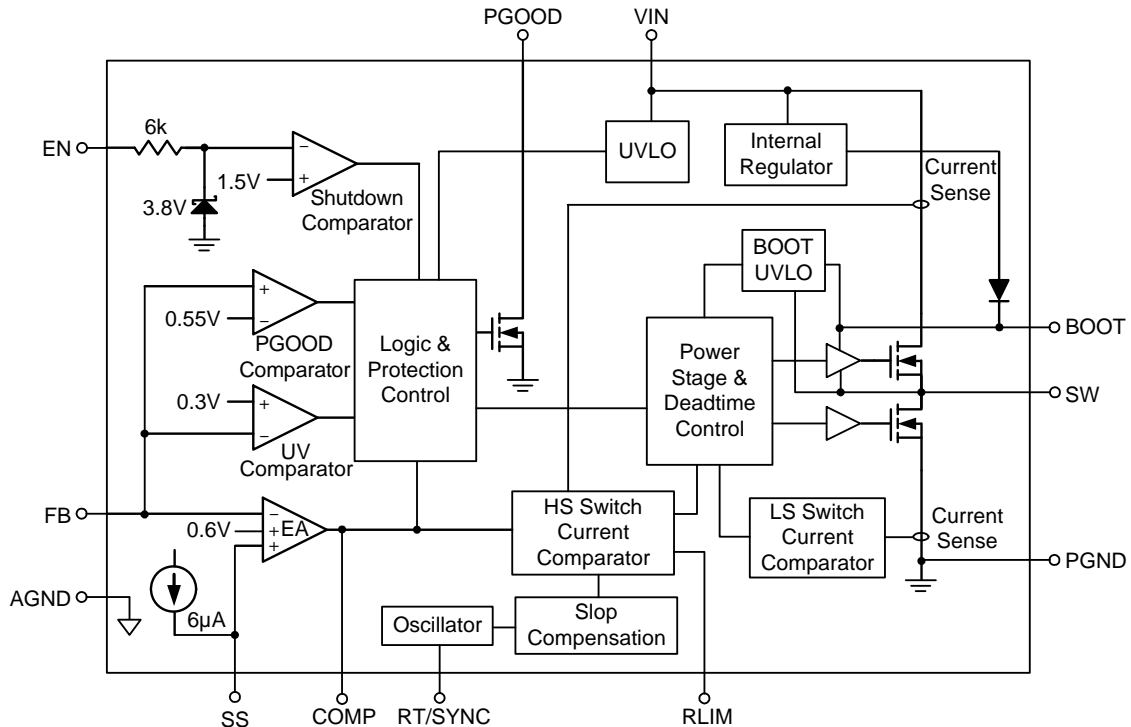 PGOOD
VIN
EN
6k
1.5V
3.8V
−
+
Shutdown
Comparator
UVLO
Internal
Regulator
Current
Sense
BOOT
UVLO
+
−
0.55V
PGOOD
Comparator
Logic &
Protection
Control
Power
Stage &
Deadtime
Control
BOOT
SW
0.3V
+
−
UV
Comparator
FB
0.6V
−
+
+
EA
HS Switch
Current
Comparator
LS Switch
Current
Comparator
Current
Sense
PGND
AGND
6µA
Oscillator
Slop
Compensation
SS
COMP
RT/SYNC
RLIM